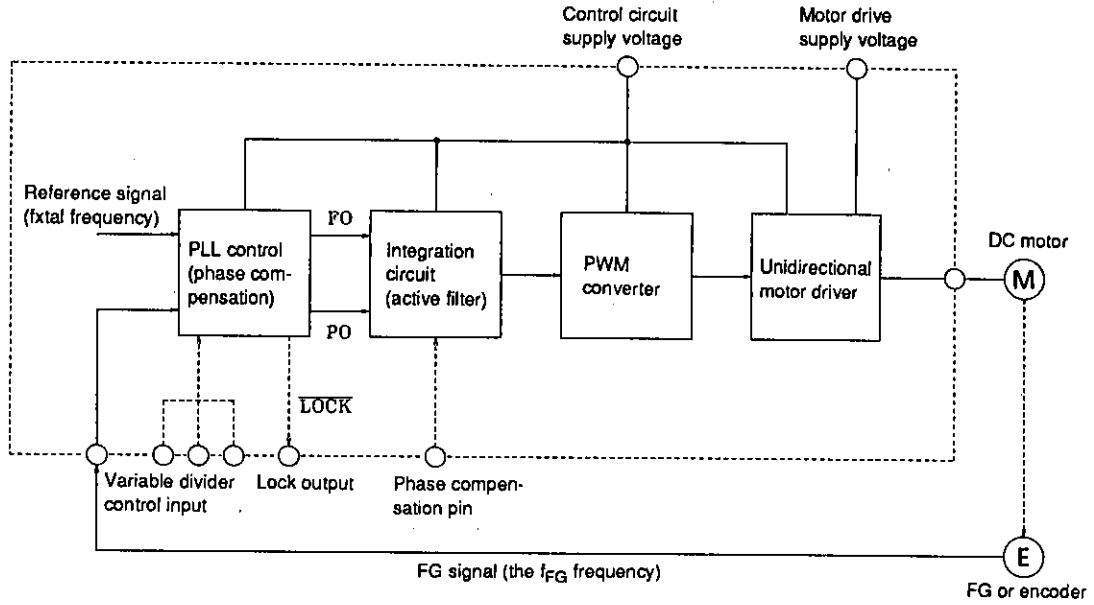 Control circuit
supply voltage
Motor drive
supply voltage
Reference signal
(fxtal frequency)
FO
PO
PLL control
(phase com-
pensation)
Integration
circuit
(active filter)
PWM
converter
Unidirectional
motor driver
DC motor
M
LOCK
Variable divider
control input
Lock output
Phase compen-
sation pin
FG signal (the fFG frequency)
E
FG or encoder